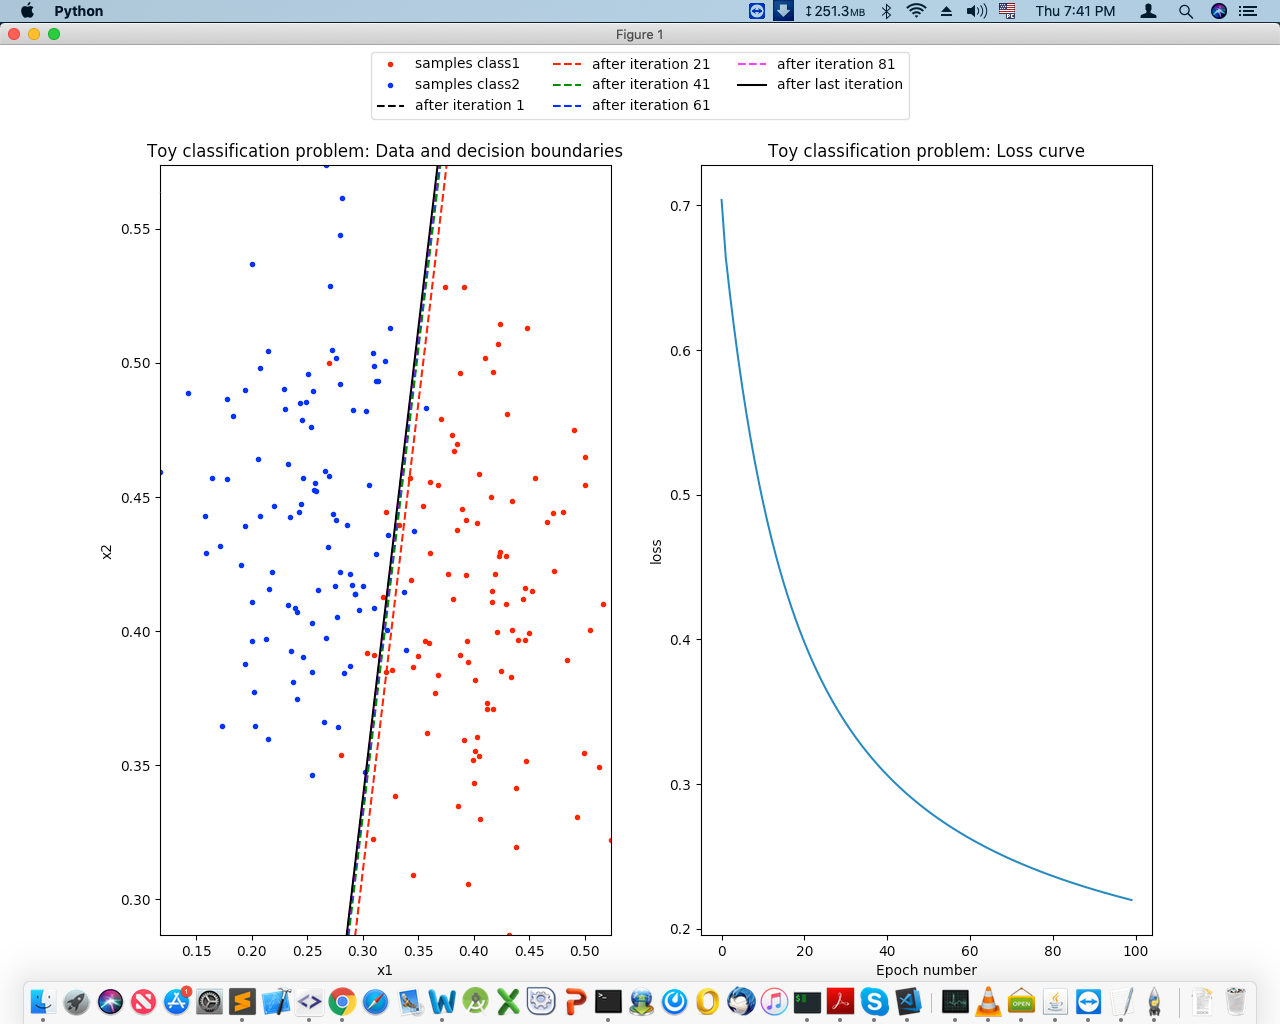 Python 251.3MB Thu 7:41 PM
Figure 1
samples class1 after iteration 21 after iteration 81
samples class2 after iteration 41 after last iteration
after iteration 1 after iteration 61
Toy classification problem: Data and decision boundaries
0.55
0.50
0.45
0.40
0.35
0.30
x2
0.15 0.20 0.25 0.30 0.35 0.40 0.45 0.50
x1
Toy classification problem: Loss curve
0.7
0.6
0.5
0.4
0.3
0.2
loss
0 20 40 60 80 100
Epoch number
1
OPEN